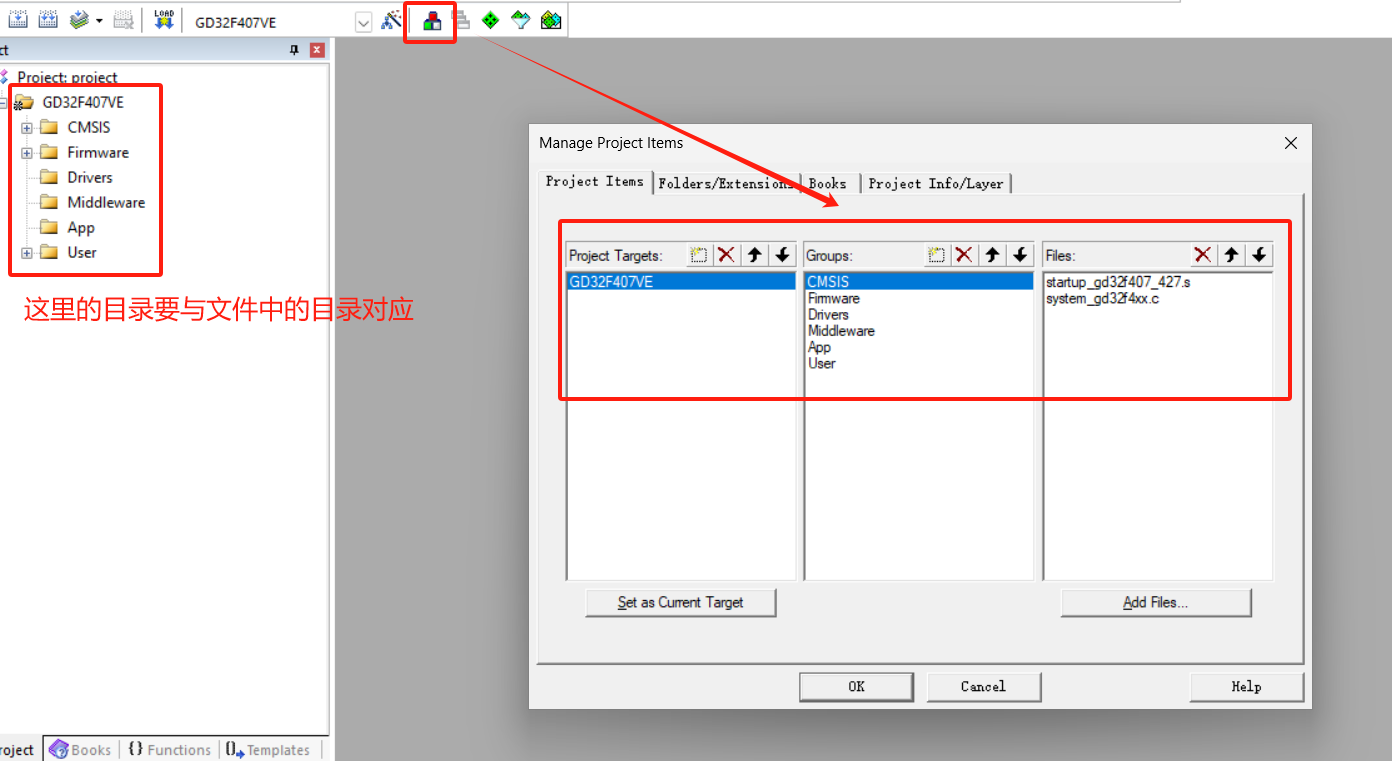 LOAD
GD32F407VE
ct
Project: project
GD32F407VE
CMSIS
Firmware
Drivers
Middleware
App
User
这里的目录要与文件中的目录对应
Manage Project Items
Project Items
Folders/Extensions
Books
Project Info/Layer
Project Targets:
Groups:
Files:
GD32F407VE
CMSIS
Firmware
Drivers
Middleware
App
User
startup_gd32f407_427.s
system_gd32f4xx.c
Set as Current Target
Add Files...
OK
Cancel
Help
roject
Books
{} Functions
Templates